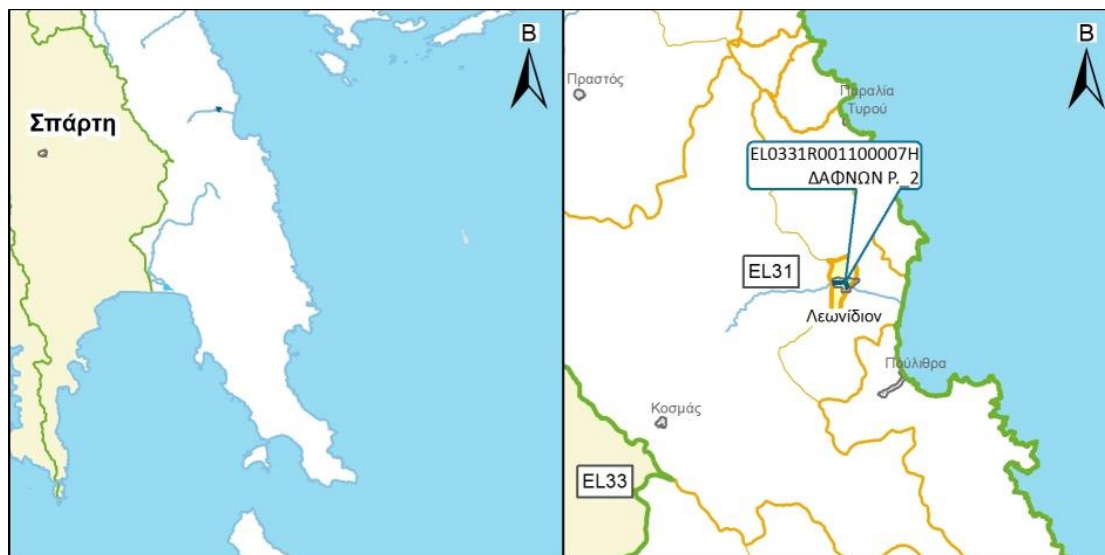 Β
Σπάρτη
Β
Πραστός
Παραλία
Τυρού
EL0331R001100007H
ΔΑΦΝΩΝ Ρ._2
EL31
Λεωνίδιον
Πούλιθρα
Κοσμάς
EL33